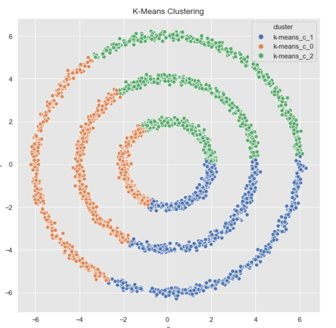 K-Means Clustering
cluster
k-means_c_1
k-means_c_0
k-means_c_2
6
4
2
0
−2
−4
−6
−6 −4 −2 0 2 4 6